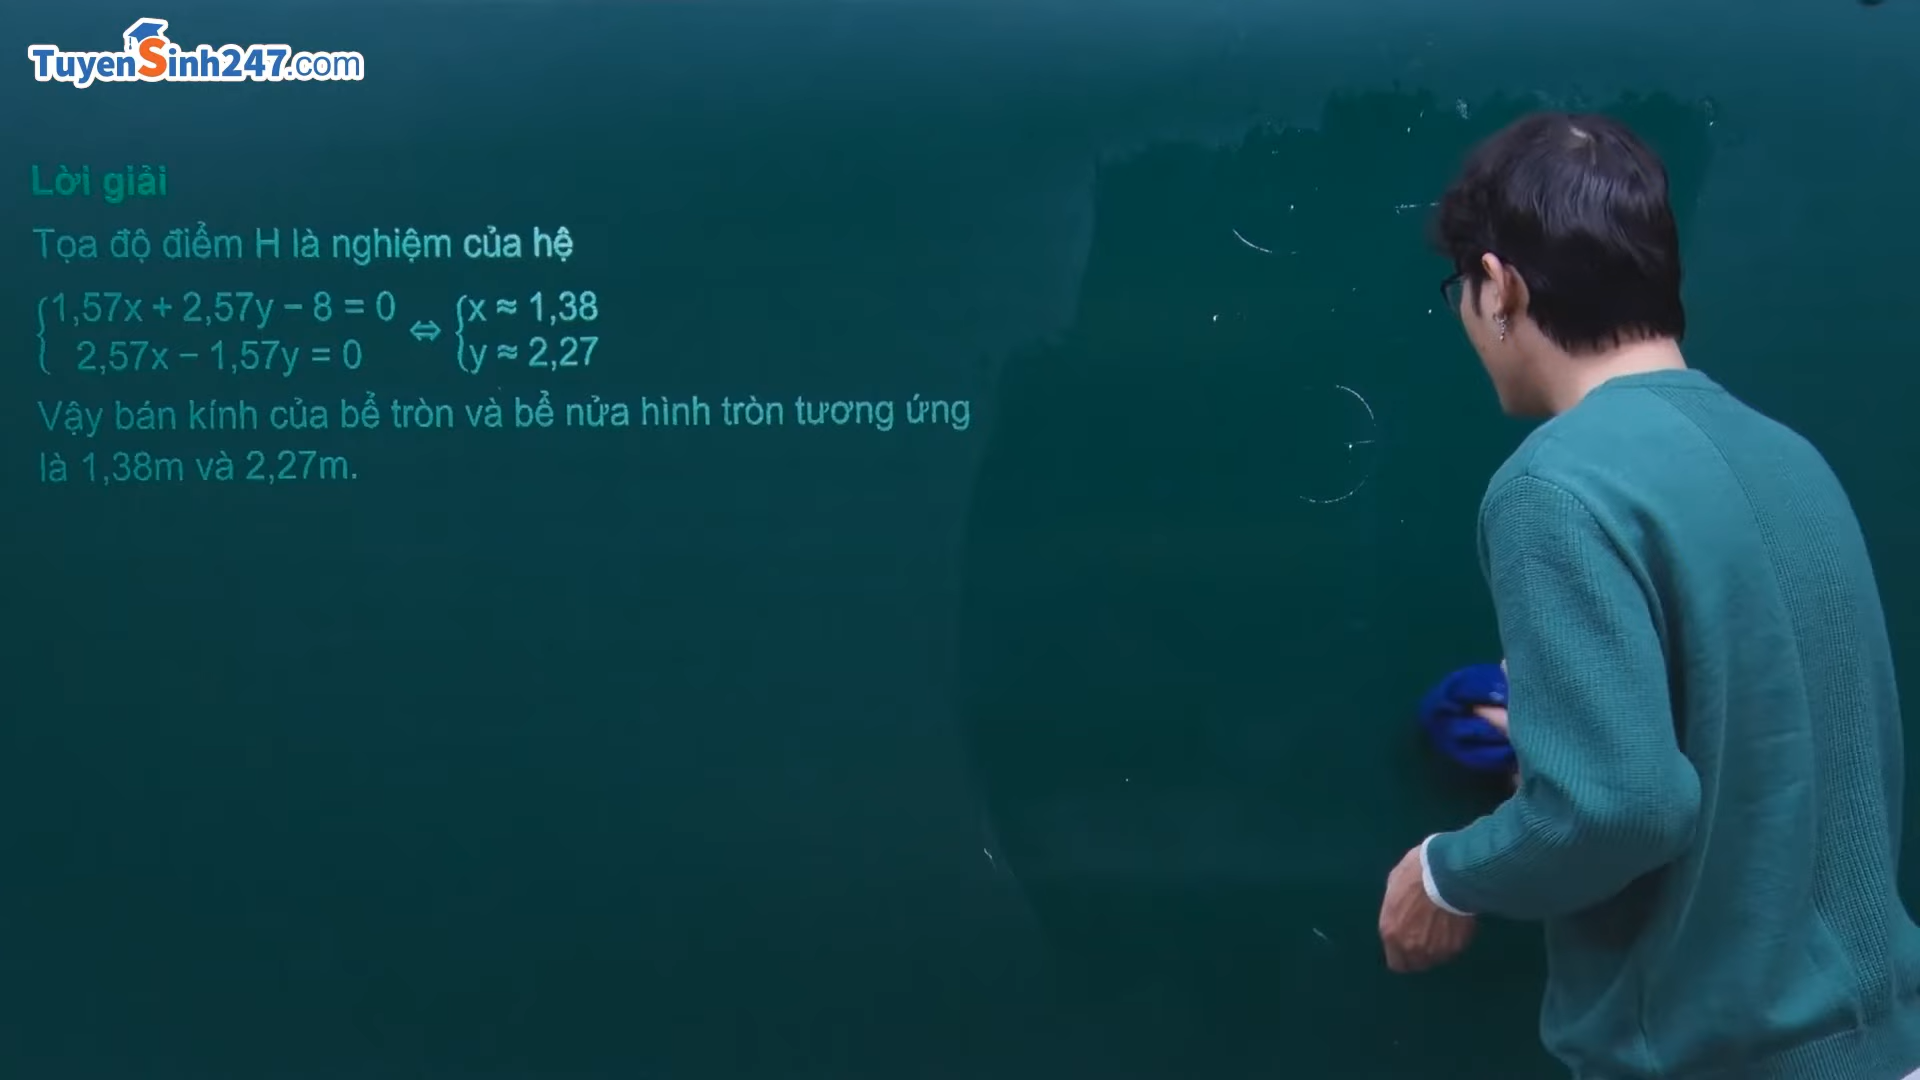 TuyenSinh247.com
Lời giải
Tọa độ điểm H là nghiệm của hệ
{1,57x + 2,57y – 8 = 0 ⇔ {x ≈ 1,38
2,57x – 1,57y = 0 y ≈ 2,27
Vậy bán kính của bể tròn và bể nửa hình tròn tương ứng
là 1,38m và 2,27m.